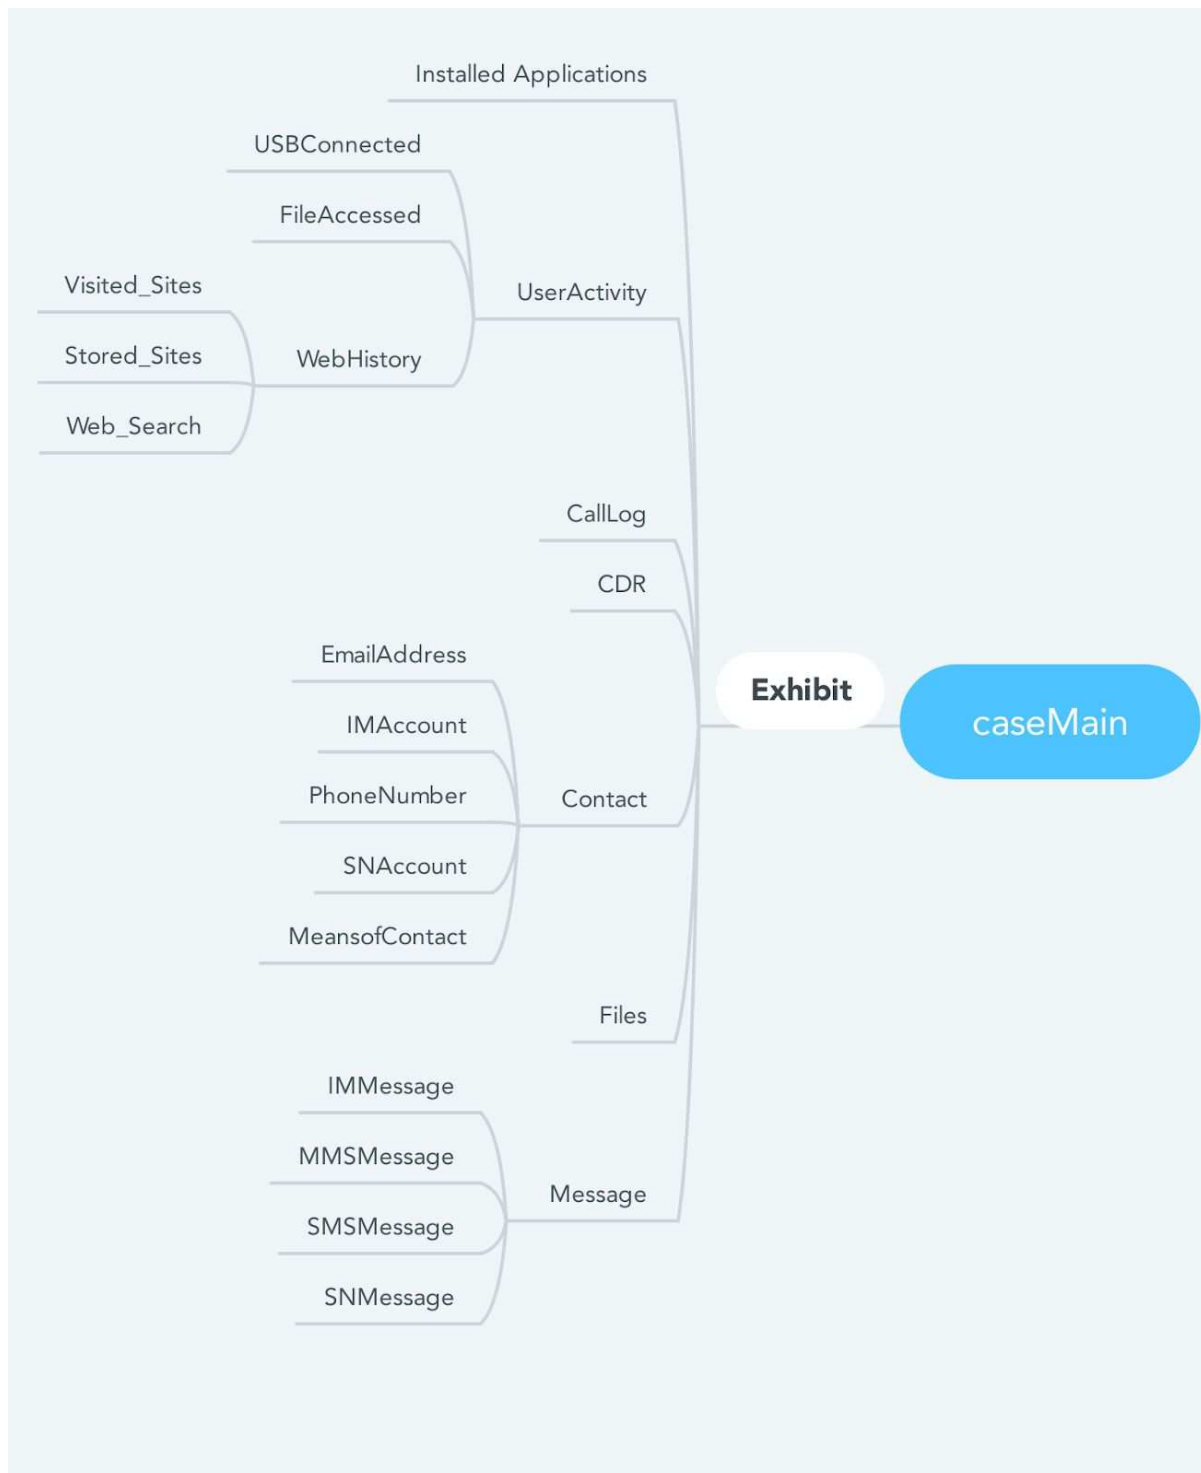 Installed Applications
USBConnected
FileAccessed
Visited_Sites
UserActivity
Stored_Sites
WebHistory
Web_Search
CallLog
CDR
EmailAddress
Exhibit
IMAccount
caseMain
PhoneNumber
Contact
SNAccount
MeansofContact
Files
IMMessage
MMSMessage
Message
SMSMessage
SNMessage